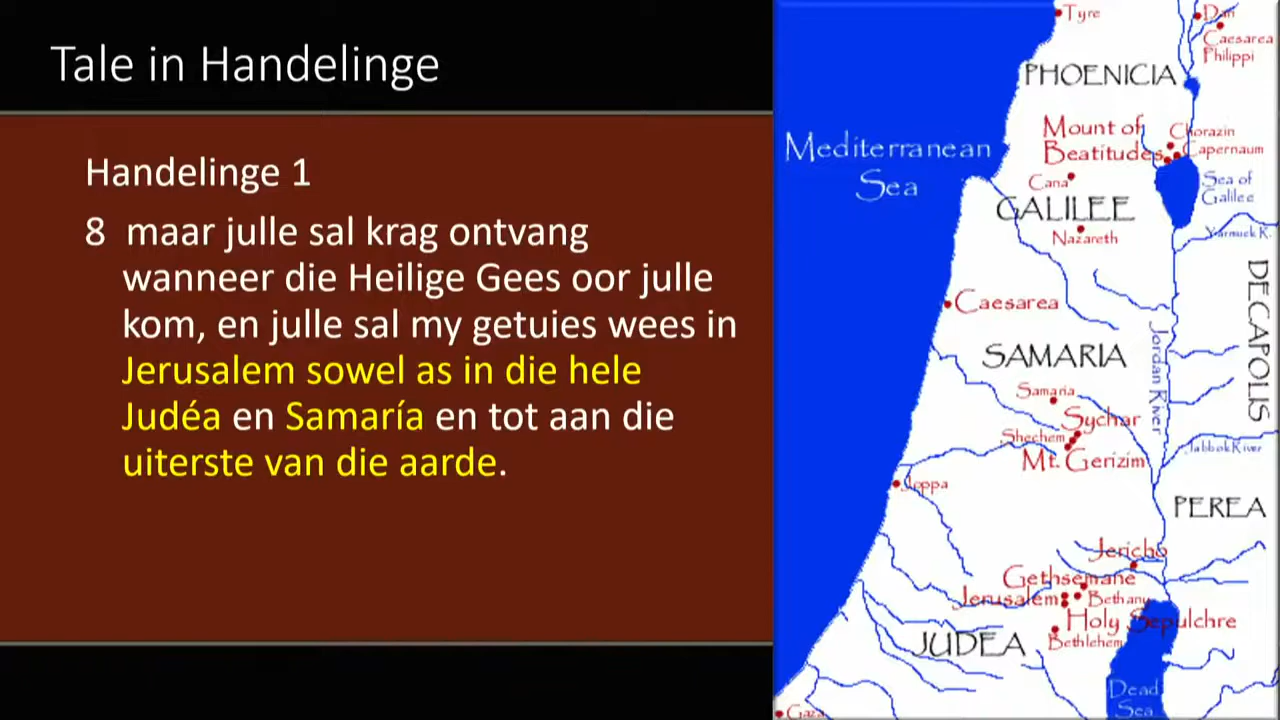 Tale in Handelinge
Handelinge 1
8 maar julle sal krag ontvang
wanneer die Heilige Gees oor julle
kom, en julle sal my getuies wees in
Jerusalem sowel as in die hele
Judéa en Samaría en tot aan die
uiterste van die aarde.
Tyre
Dan
Caesarea
Philippi
PHOENICIA
Mount of
Beatitudes
Chorazin
Capernaum
Mediterranean
Sea
Cana
Sea of
Galilee
GALILEE
Nazareth
Yarmuck R.
DECAPOLIS
Caesarea
Jordan River
SAMARIA
Samaria
Sychar
Shechem
Mt. Gerizim
Jabbok River
Joppa
PEREA
Jericho
Gethsemane
Jerusalem
Bethany
Holy Sepulchre
JUDEA
Bethlehem
Dead
Sea
Gaza